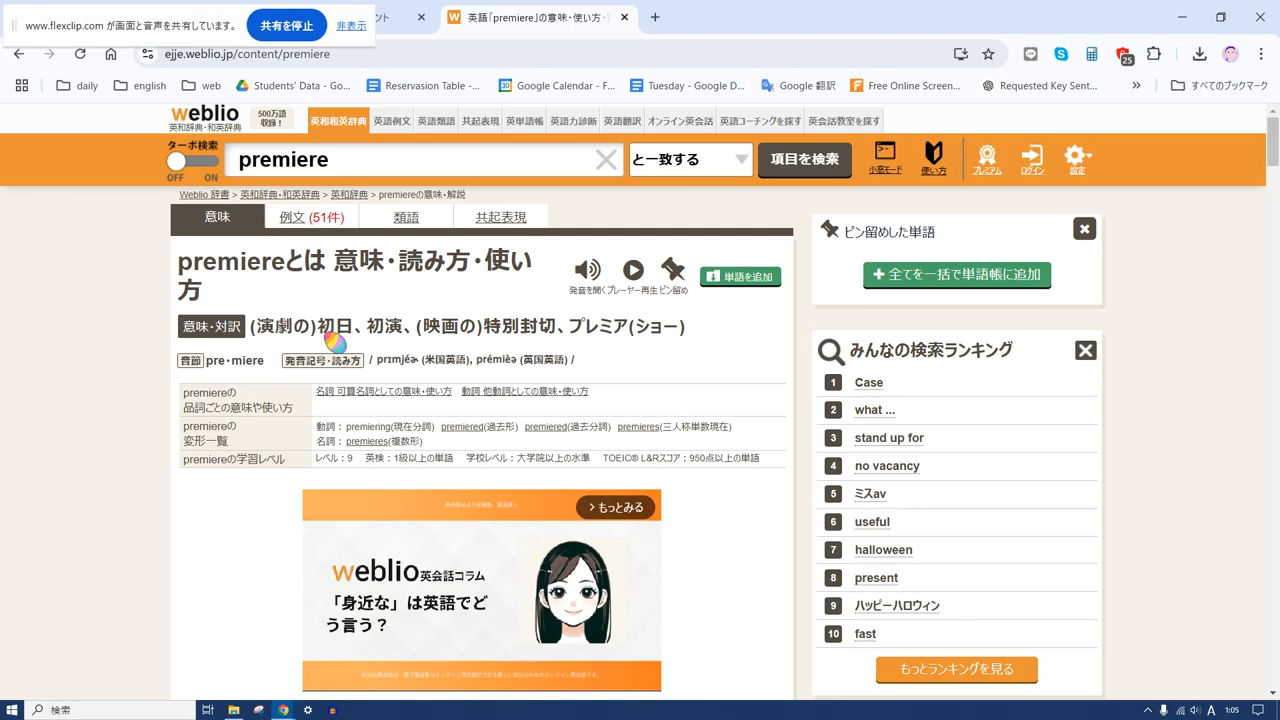 www.flexclip.com が画面と音声を共有しています。 共有を停止 非表示
ント
英語「premiere」の意味・使い方・
ejje.weblio.jp/content/premiere
25
daily english web Students' Data - Go... Reservasion Table -... Google Calendar - F... Tuesday - Google D... Google 翻訳 Free Online Screen... Requested Key Sent... » すべてのブックマーク
weblio
英和辞典・和英辞典
500万語
収録！
英和和英辞典 英語例文 英語類語 共起表現 英単語帳 英語力診断 英語翻訳 オンライン英会話 英語コーチングを探す 英会話教室を探す
ターボ検索
OFF ON
premiere
と一致する
項目を検索
小窓モード 使い方 プレミアム ログイン 設定
Weblio 辞書 > 英和辞典・和英辞典 > 英和辞典 > premiereの意味・解説
意味 例文 (51件) 類語 共起表現
premiereとは 意味・読み方・使い
方
発音を聞く プレーヤー再生 ピン留め
単語を追加
意味・対訳 (演劇の)初日、初演、(映画の)特別封切、プレミア(ショー)
音節 pre・miere 発音記号・読み方 / prɪmjéɚ (米国英語), prémìeə (英国英語) /
premiereの
品詞ごとの意味や使い方
名詞 可算名詞としての意味・使い方 動詞 他動詞としての意味・使い方
premiereの
変形一覧
動詞： premiering(現在分詞) premiered(過去形) premiered(過去分詞) premieres(三人称単数現在)
名詞： premieres(複数形)
premiereの学習レベル レベル：9 英検：1級以上の単語 学校レベル：大学院以上の水準 TOEIC® L&Rスコア：950点以上の単語
もっとみる
weblio英会話コラム
「身近な」は英語でど
う言う？
ピン留めした単語
全てを一括で単語帳に追加
みんなの検索ランキング
1 Case
2 what ...
3 stand up for
4 no vacancy
5 ミスav
6 useful
7 halloween
8 present
9 ハッピーハロウィン
10 fast
もっとランキングを見る
検索
A 1:05